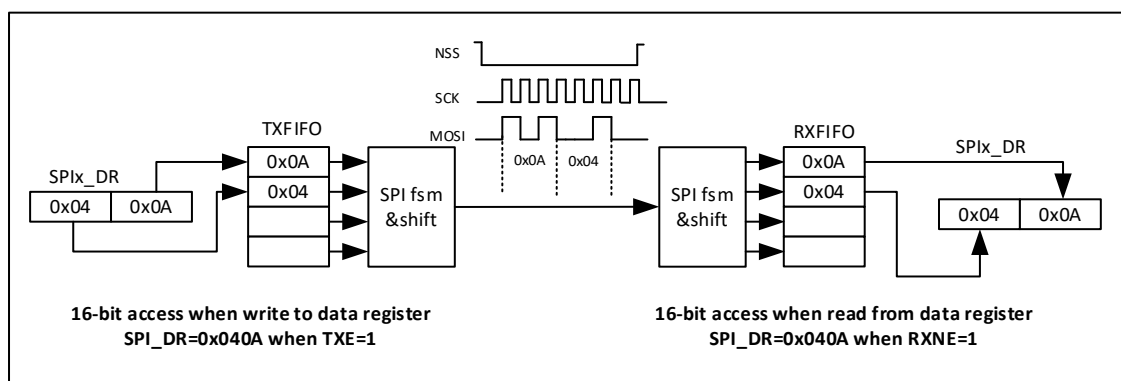 NSS
SCK
MOSI
0x0A
0x04
TXFIFO
0x0A
0x04
SPIx_DR
0x04 0x0A
SPI fsm
&shift
SPI fsm
&shift
RXFIFO
0x0A
0x04
SPIx_DR
0x04 0x0A
16-bit access when write to data register
SPI_DR=0x040A when TXE=1
16-bit access when read from data register
SPI_DR=0x040A when RXNE=1